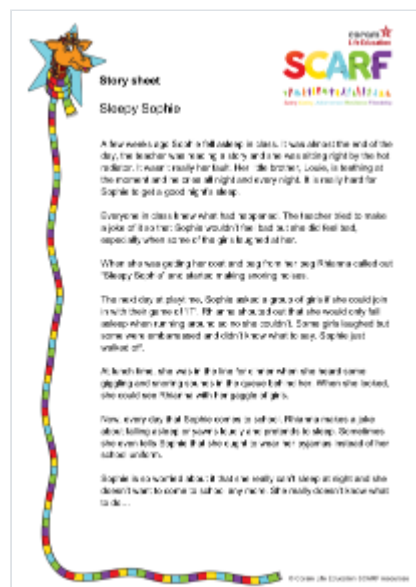 coram
Life Education
SCARF
Story sheet
Sleepy Sophie
A few weeks ago Sophie fell asleep in class. It was almost the end of the
day, the teacher was reading a story and she was sitting right by the hot
radiator. It wasn't really her fault. Her little brother, Louie, is teething at
the moment and he cries all night and every night. It is really hard for
Sophie to get a good night's sleep.
Everyone in class knew what had happened. The teacher tried to make
a joke of it so that Sophie wouldn't feel bad but she did feel bad,
especially when some of the girls laughed at her.
When she was getting her coat and bag from her peg Rhianna called out
"Sleepy Sophie" and started making snoring noises.
The next day at playtime, Sophie asked a group of girls if she could join
in with their game of 'IT'. Rhianna shouted out that she would only fall
asleep when running around so no she couldn't. Some girls laughed but
some were embarrassed and didn't know what to say. Sophie just
walked off.
At lunch time, she was in the line for dinner when she heard some
giggling and snoring sounds in the queue behind her. When she looked,
she could see Rhianna with her gaggle of girls.
Now, every day that Sophie comes to school, Rhianna makes a joke
about falling asleep or yawns loudly and pretends to sleep. Sometimes
she even tells Sophie that she ought to wear her pyjamas instead of her
school uniform.
Sophie is so worried about it that she really can't sleep at night and she
doesn't want to come to school any more. She really doesn't know what
to do…
© Coram Life Education SCARF resources